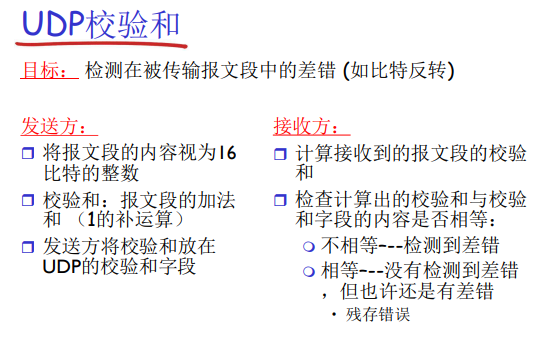 UDP校验和
目标： 检测在被传输报文段中的差错 (如比特反转)
发送方：
将报文段的内容视为16
比特的整数
校验和：报文段的加法
和 （1的补运算）
发送方将校验和放在
UDP的校验和字段
接收方：
计算接收到的报文段的校验
和
检查计算出的校验和与校验
和字段的内容是否相等：
不相等---检测到差错
相等---没有检测到差错
，但也许还是有差错
• 残存错误